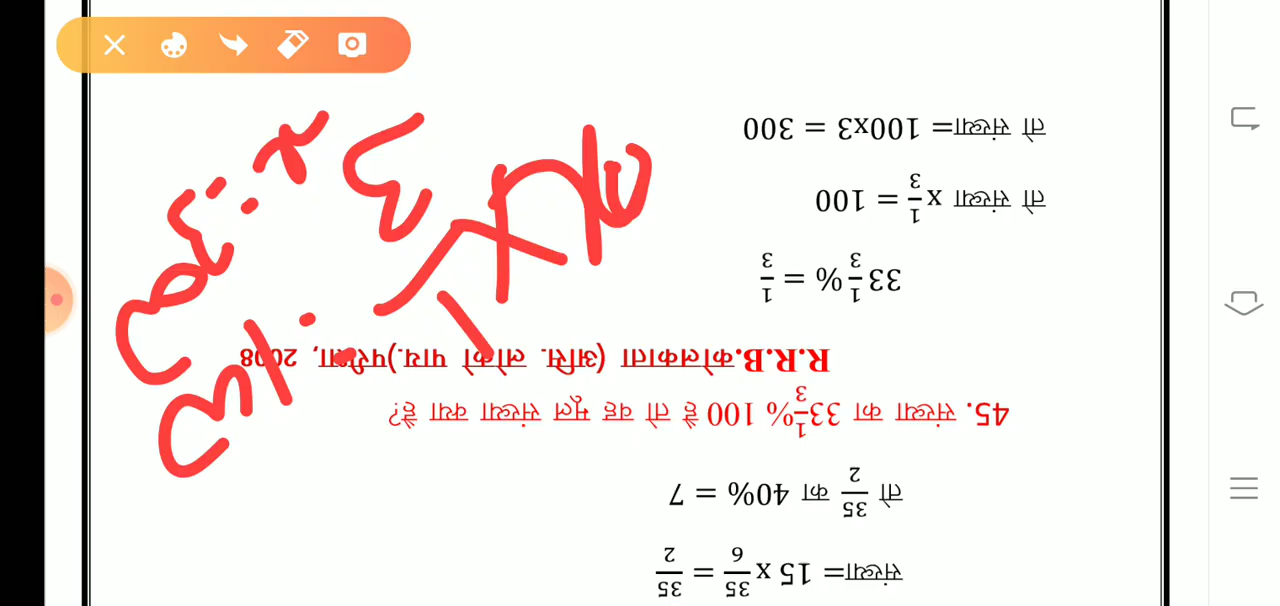 संख्या= 15 x 35/6 = 35/2
तो 35/2 का 40% = 7
45. संख्या का 33 1/3% 100 है तो वह मूल संख्या क्या है?
R.R.B.कोलकाता (असि. लोको पाय.)परीक्षा, 2008
33 1/3% = 1/3
तो संख्या x 1/3 = 100
तो संख्या= 100x3 = 300